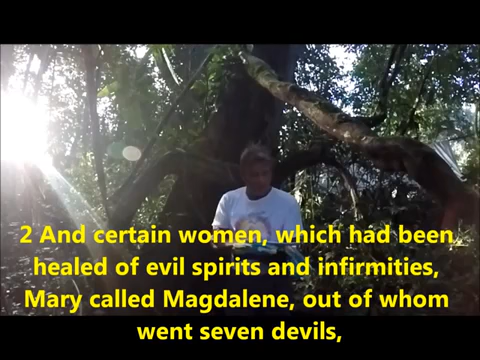 2 And certain women, which had been
healed of evil spirits and infirmities,
Mary called Magdalene, out of whom
went seven devils,